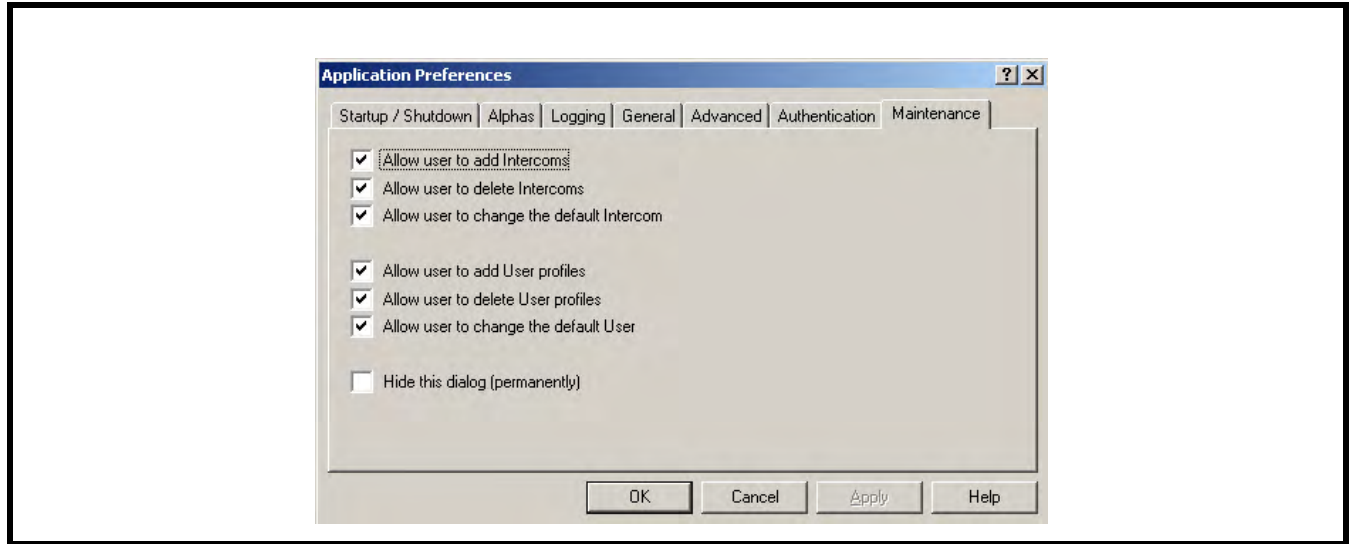 Application Preferences
Startup / Shutdown Alphas Logging General Advanced Authentication Maintenance
Allow user to add Intercoms
Allow user to delete Intercoms
Allow user to change the default Intercom
Allow user to add User profiles
Allow user to delete User profiles
Allow user to change the default User
Hide this dialog (permanently)
OK Cancel Apply Help